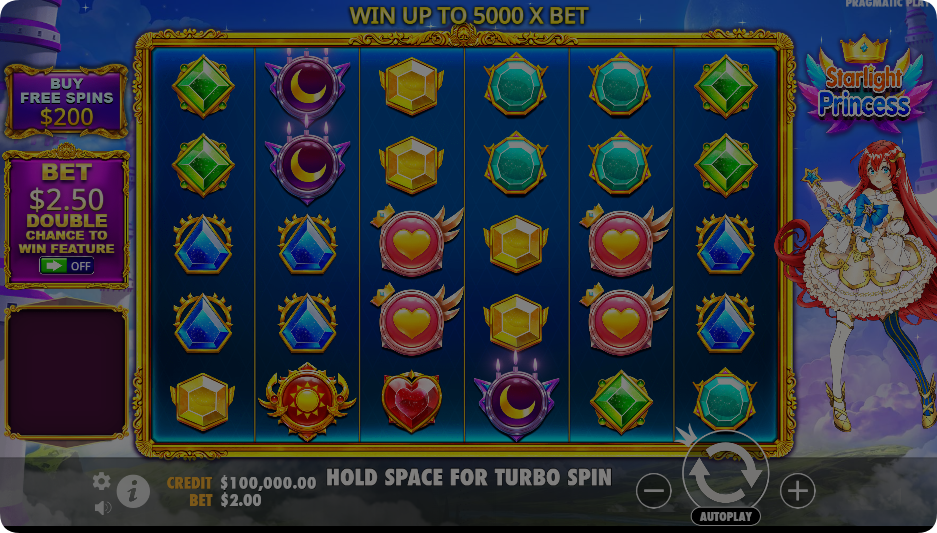 WIN UP TO 5000 X BET
PRAGMATIC PLAY
BUY
FREE SPINS
$200
BET
$2.50
DOUBLE
CHANCE TO
WIN FEATURE
OFF
Starlight
Princess
CREDIT $100,000.00
BET $2.00
HOLD SPACE FOR TURBO SPIN
AUTOPLAY